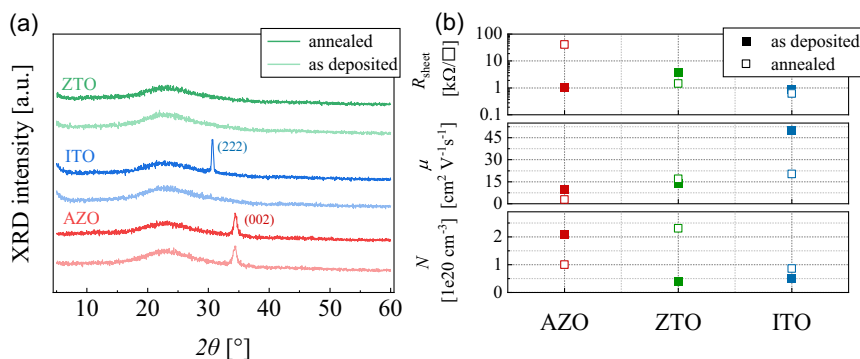 (a)
annealed
as deposited
ZTO
ITO
(222)
AZO
(002)
XRD intensity [a.u.]
10 20 30 40 50 60
2θ [°]
(b)
as deposited
annealed
R_sheet
[kΩ/□]
100
10
1
0.1
μ
[cm² V⁻¹s⁻¹]
45
30
15
0
N
[1e20 cm⁻³]
2
1
0
AZO ZTO ITO